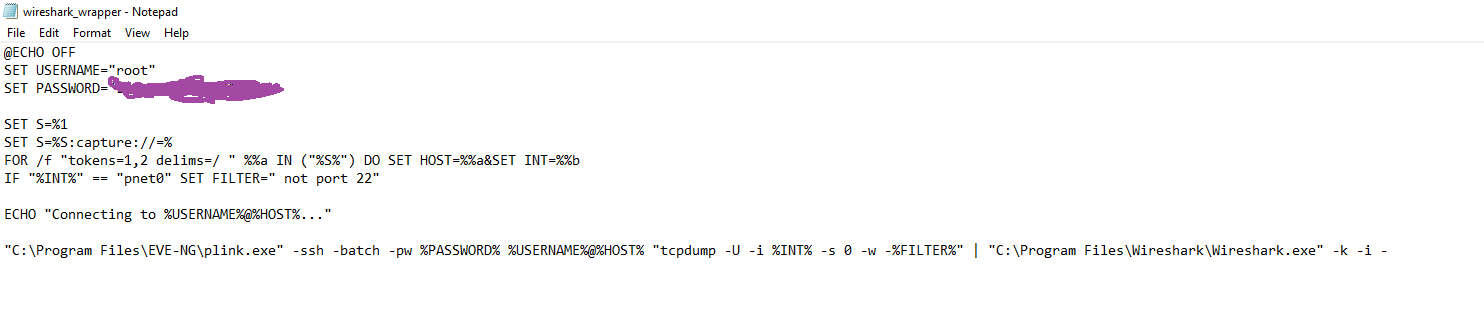 wireshark_wrapper - Notepad
File Edit Format View Help
@ECHO OFF
SET USERNAME="root"
SET PASSWORD=
SET S=%1
SET S=%S:capture://=%
FOR /f "tokens=1,2 delims=/ " %%a IN ("%S%") DO SET HOST=%%a&SET INT=%%b
IF "%INT%" == "pnet0" SET FILTER=" not port 22"
ECHO "Connecting to %USERNAME%@%HOST%..."
"C:\Program Files\EVE-NG\plink.exe" -ssh -batch -pw %PASSWORD% %USERNAME%@%HOST% "tcpdump -U -i %INT% -s 0 -w -%FILTER%" | "C:\Program Files\Wireshark\Wireshark.exe" -k -i -